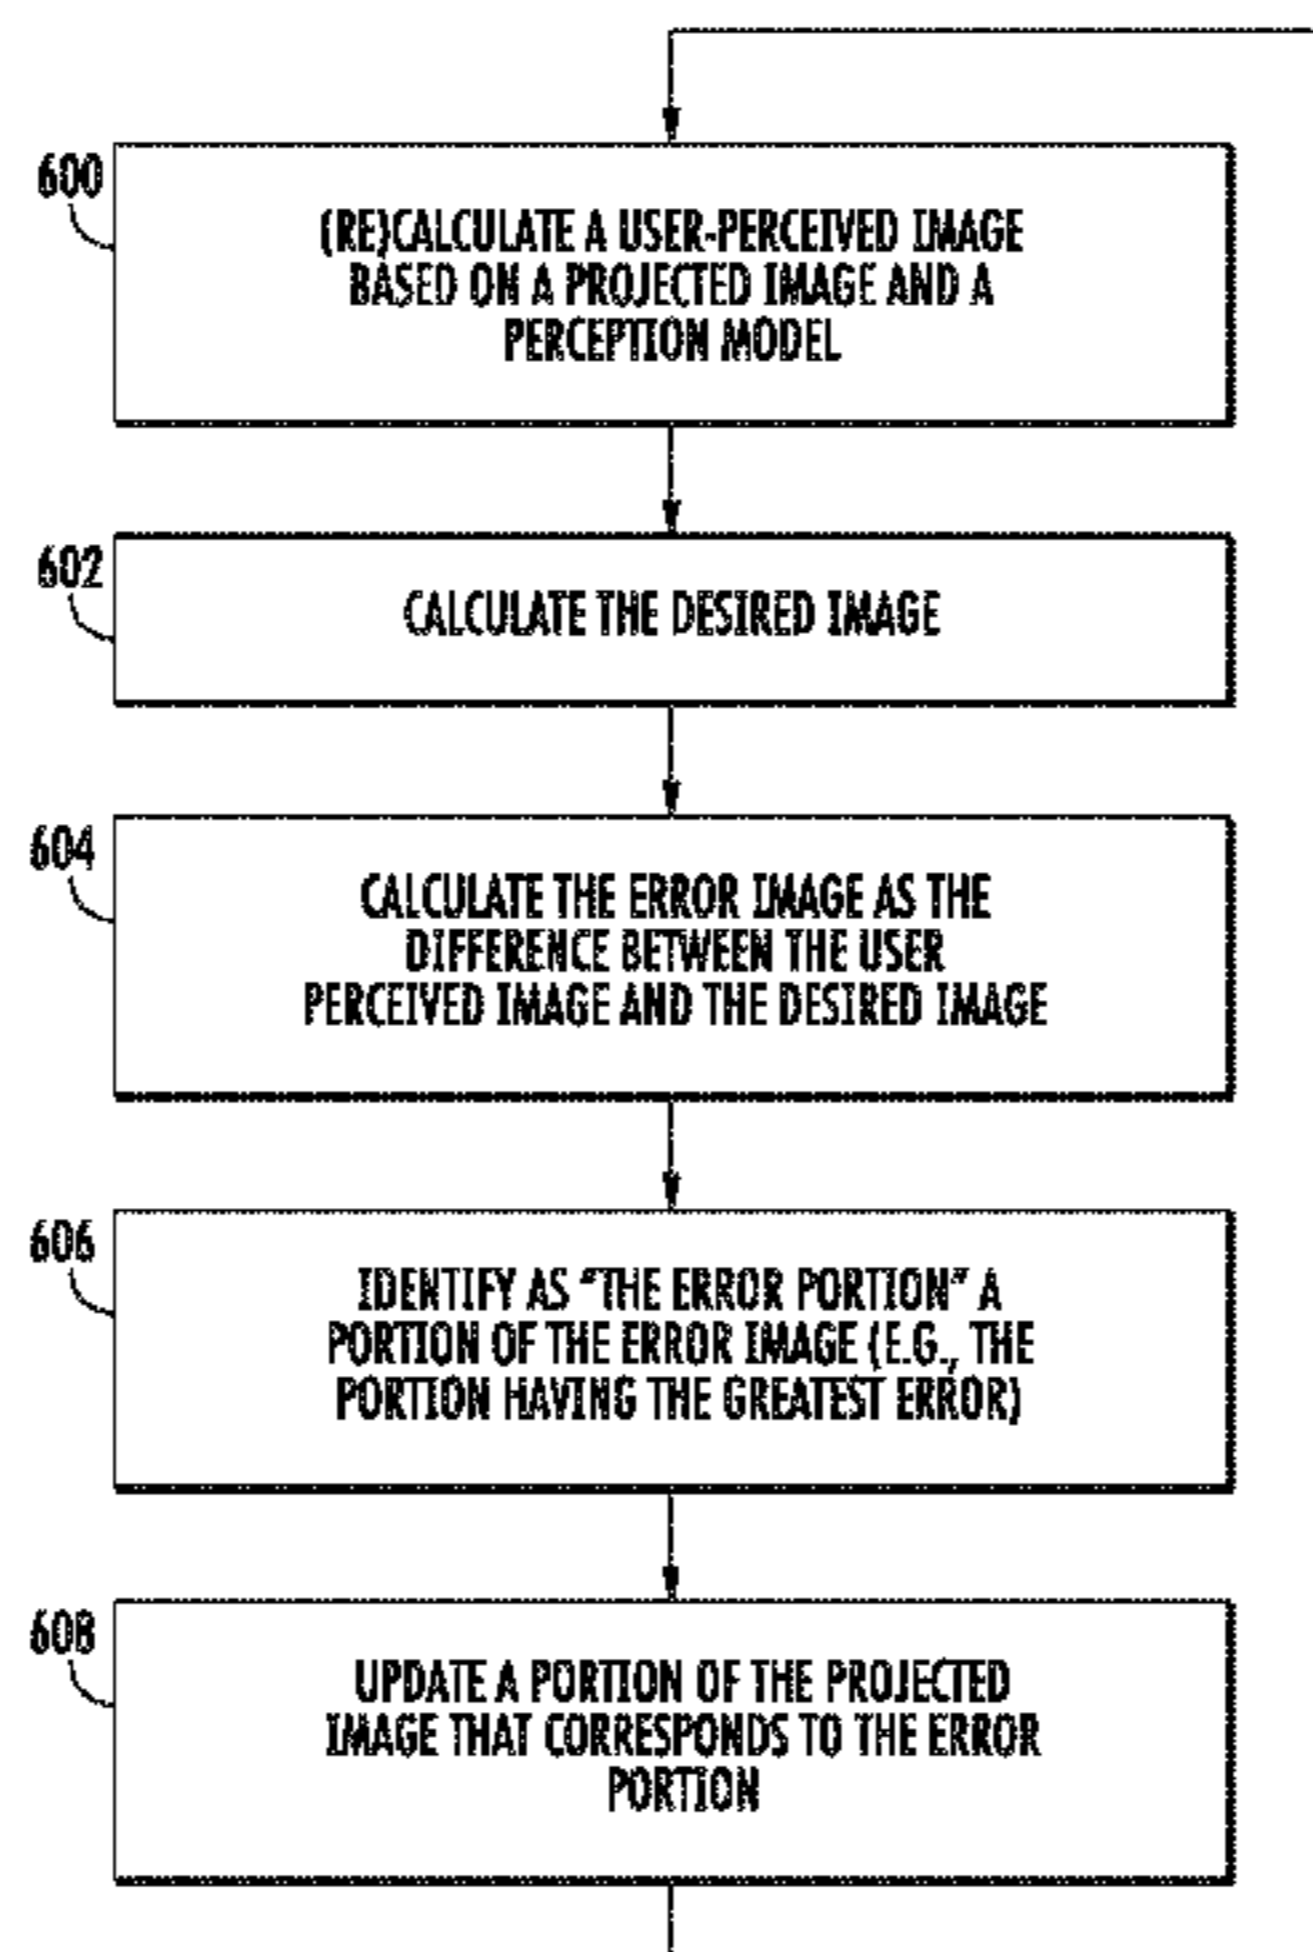 600
(RE)CALCULATE A USER-PERCEIVED IMAGE
BASED ON A PROJECTED IMAGE AND A
PERCEPTION MODEL
602
CALCULATE THE DESIRED IMAGE
604
CALCULATE THE ERROR IMAGE AS THE
DIFFERENCE BETWEEN THE USER
PERCEIVED IMAGE AND THE DESIRED IMAGE
606
IDENTIFY AS "THE ERROR PORTION" A
PORTION OF THE ERROR IMAGE (E.G., THE
PORTION HAVING THE GREATEST ERROR)
608
UPDATE A PORTION OF THE PROJECTED
IMAGE THAT CORRESPONDS TO THE ERROR
PORTION